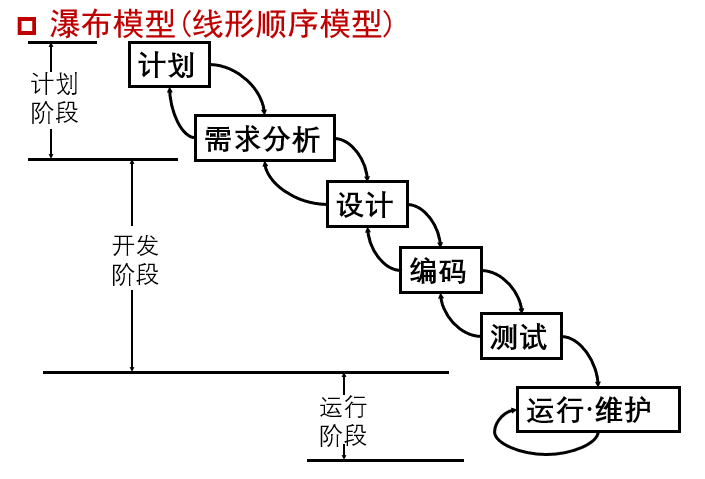 瀑布模型(线形顺序模型)
计划
计划
阶段
需求分析
设计
开发
阶段
编码
测试
运行
阶段
运行·维护